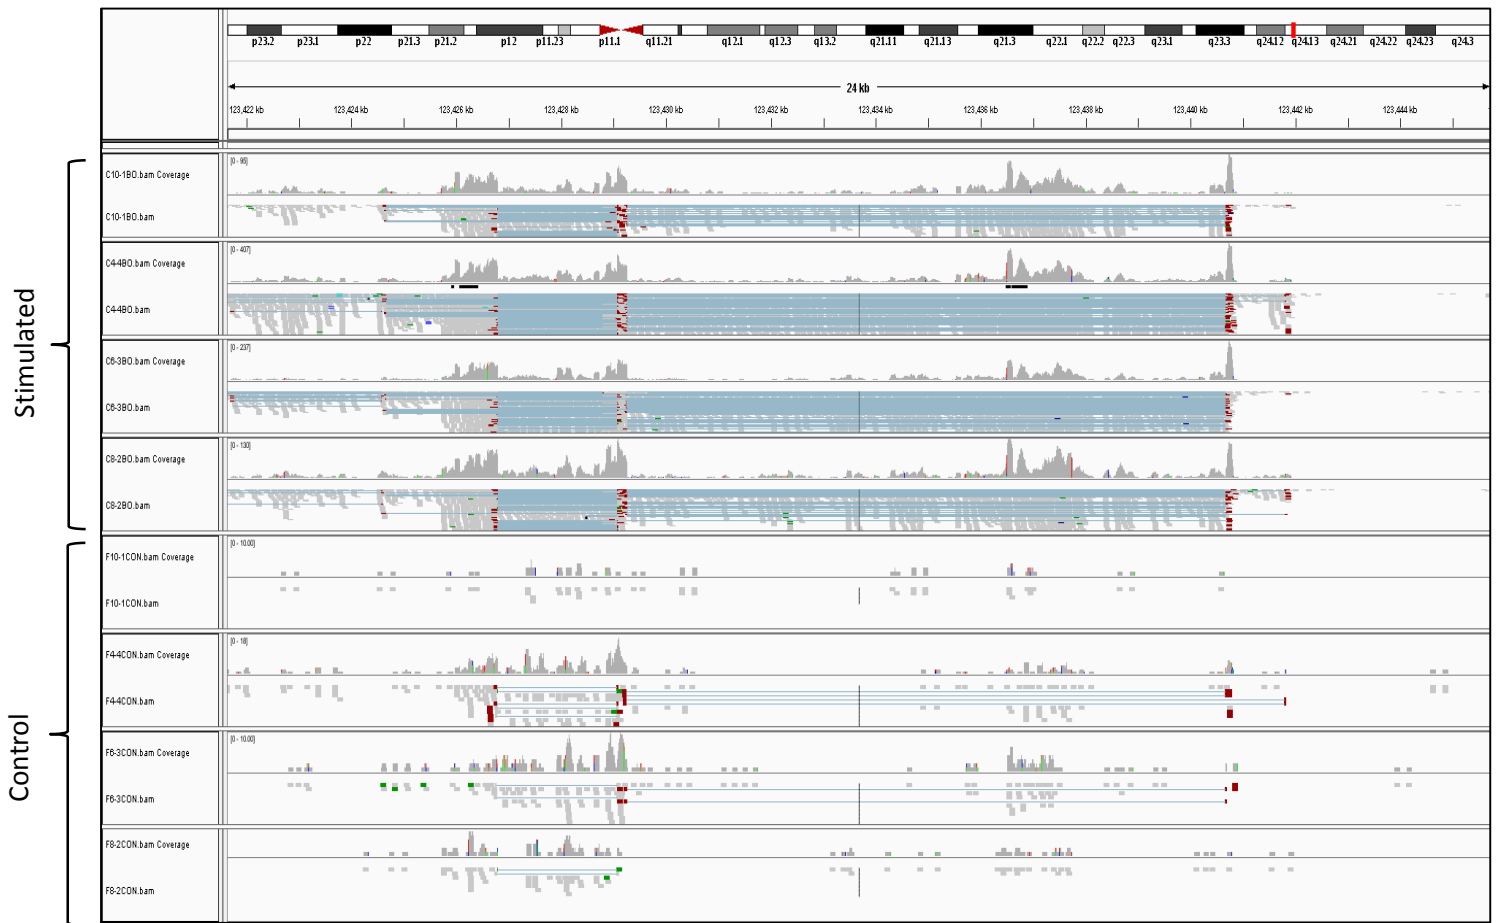 p23.2 p23.1 p22 p21.3 p21.2 p12 p11.23 p11.1 q11.21 q12.1 q12.3 q13.2 q21.11 q21.13 q21.3 q22.1 q22.2 q22.3 q23.1 q23.3 q24.12 q24.13 q24.21 q24.22 q24.23 q24.3
24 kb
123,422 kb 123,424 kb 123,426 kb 123,428 kb 123,430 kb 123,432 kb 123,434 kb 123,436 kb 123,438 kb 123,440 kb 123,442 kb 123,444 kb
Stimulated
[0 - 95]
C10-1BO.bam Coverage
C10-1BO.bam
[0 - 407]
C4-4BO.bam Coverage
C4-4BO.bam
[0 - 237]
C6-3BO.bam Coverage
C6-3BO.bam
[0 - 130]
C8-2BO.bam Coverage
C8-2BO.bam
Control
[0 - 10.00]
F10-1CON.bam Coverage
F10-1CON.bam
[0 - 18]
F4-4CON.bam Coverage
F4-4CON.bam
[0 - 10.00]
F6-3CON.bam Coverage
F6-3CON.bam
F8-2CON.bam Coverage
F8-2CON.bam